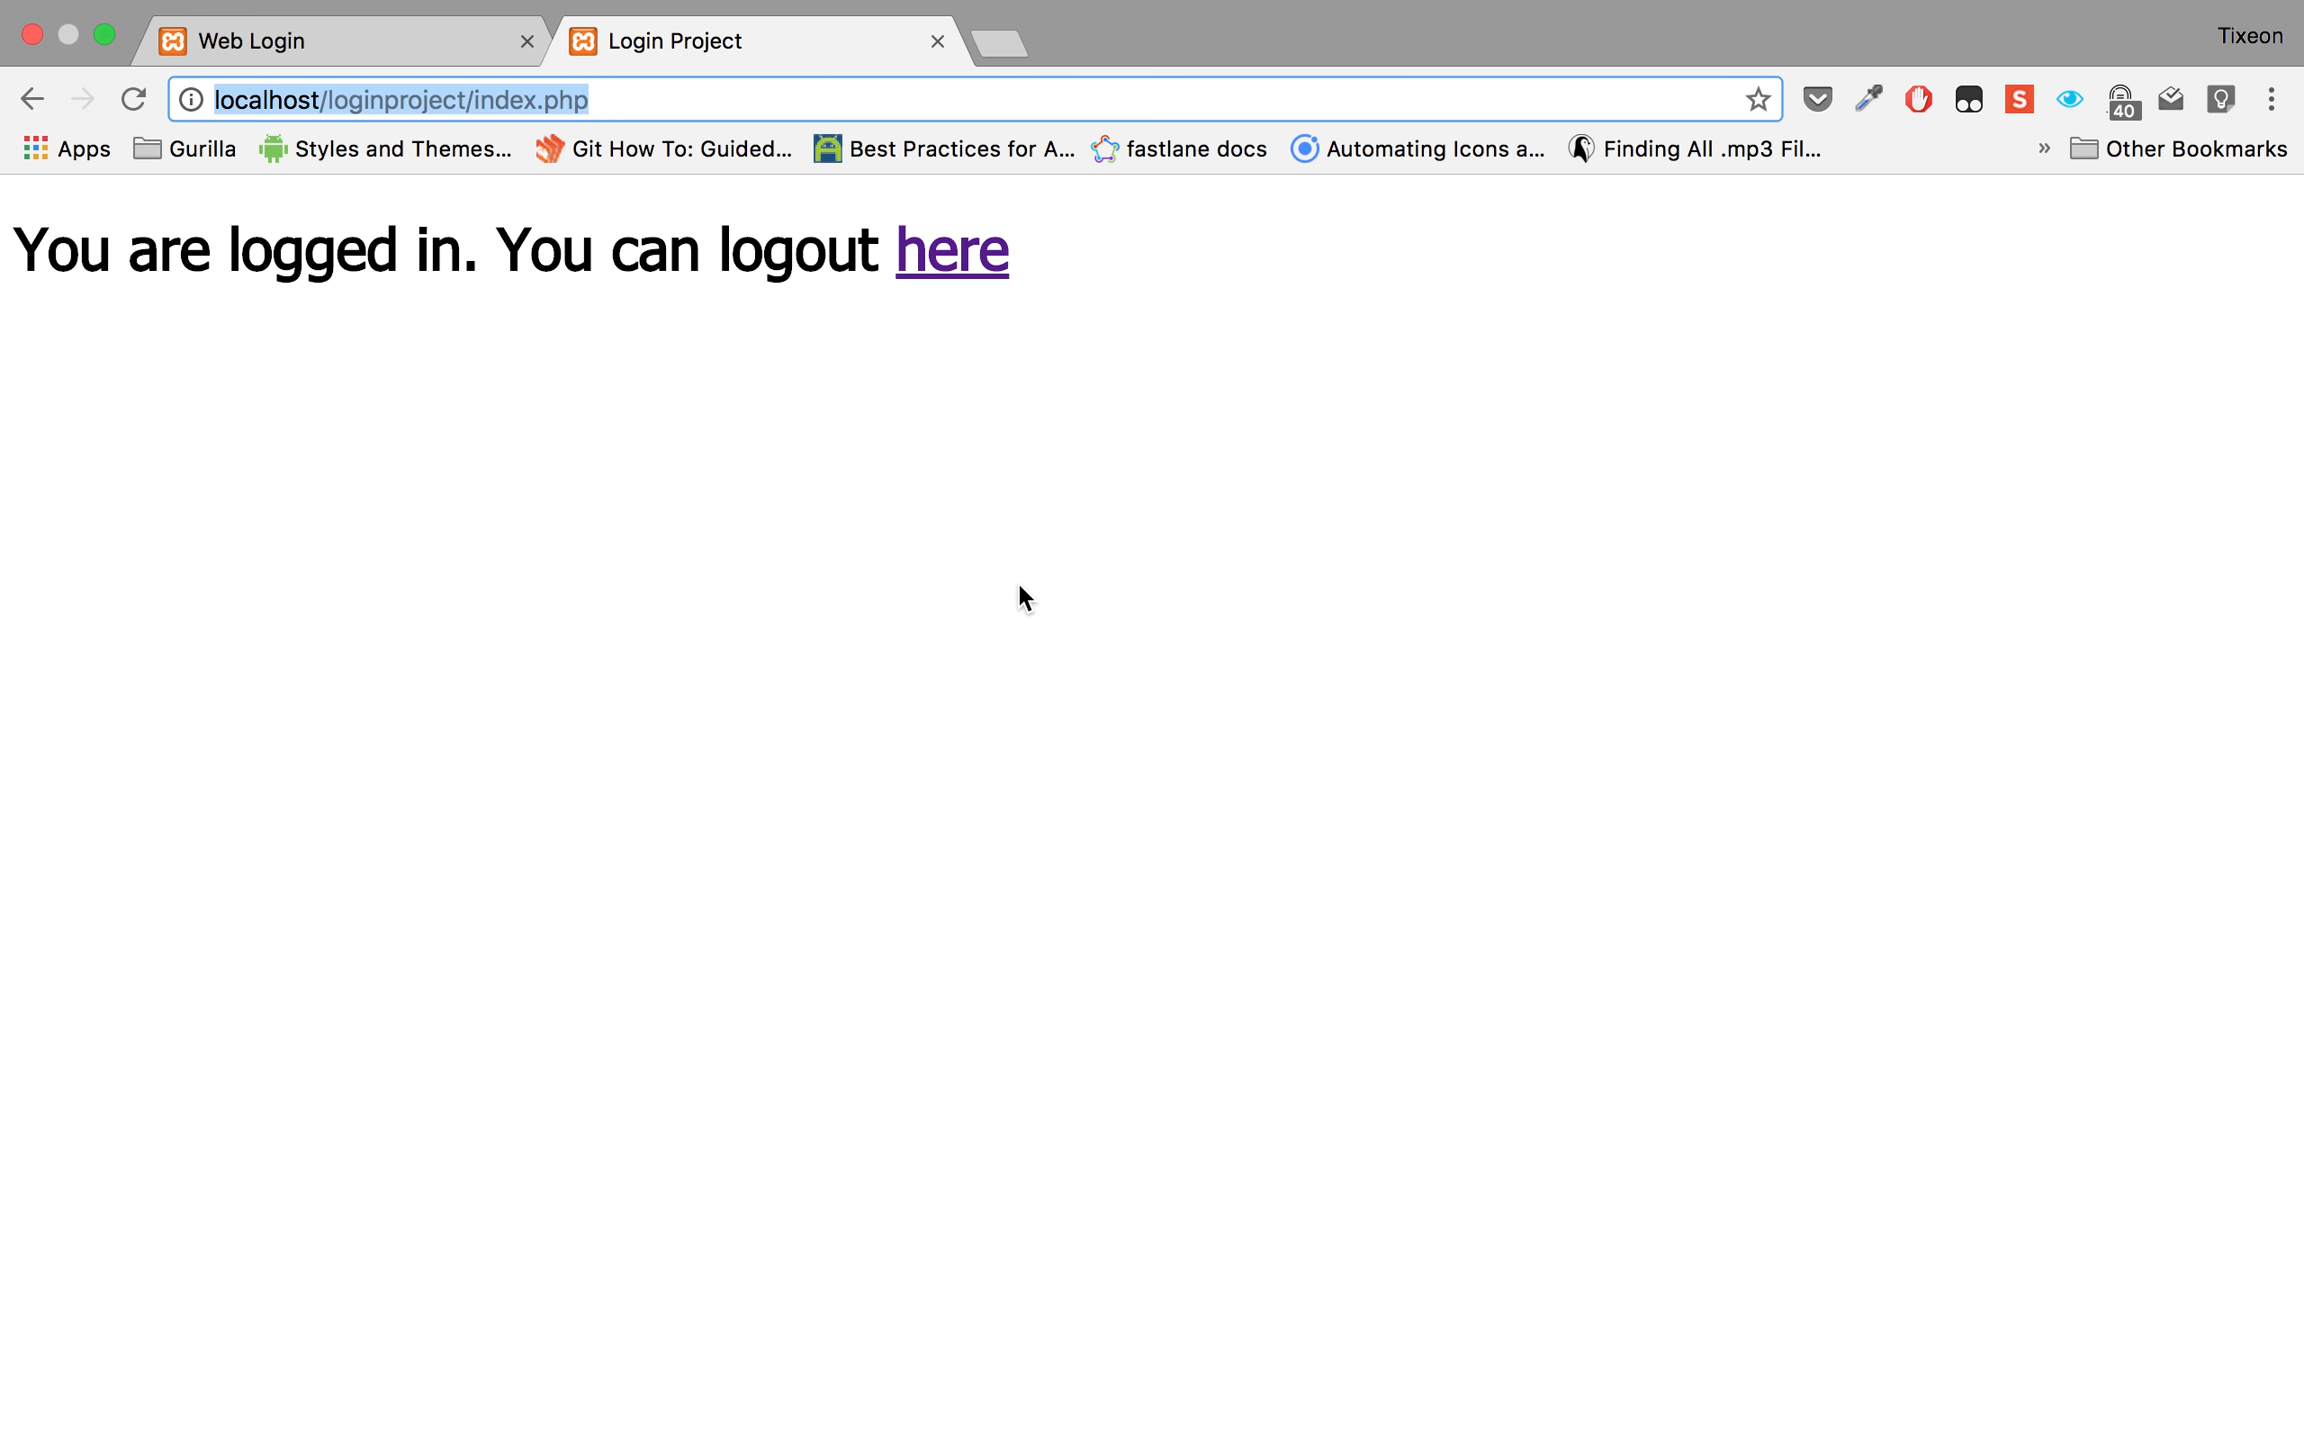 Web Login
Login Project
Tixeon
localhost/loginproject/index.php
S
40
Apps
Gurilla
Styles and Themes...
Git How To: Guided...
Best Practices for A...
fastlane docs
Automating Icons a...
Finding All .mp3 Fil...
»
Other Bookmarks
You are logged in. You can logout here